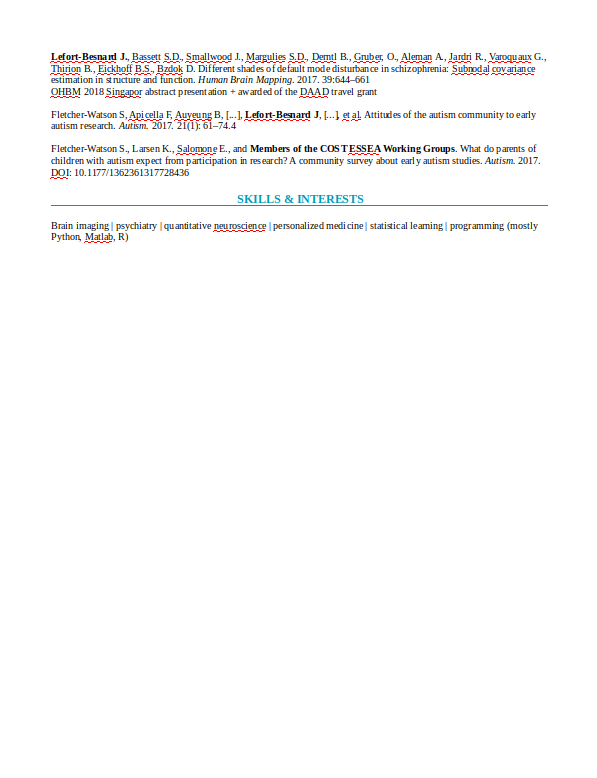 Lefort-Besnard J., Bassett S.D., Smallwood J., Margulies S.D., Derntl B., Gruber, O., Aleman A., Jardri R., Varoquaux G.,
Thirion B., Eickhoff B.S., Bzdok D. Different shades of default mode disturbance in schizophrenia: Subnodal covariance
estimation in structure and function. Human Brain Mapping. 2017. 39:644–661
OHBM 2018 Singapor abstract presentation + awarded of the DAAD travel grant
Fletcher-Watson S, Apicella F, Auyeung B, [...], Lefort-Besnard J, [...], et al. Attitudes of the autism community to early
autism research. Autism. 2017. 21(1): 61–74.4
Fletcher-Watson S., Larsen K., Salomone E., and Members of the COST ESSEA Working Groups. What do parents of
children with autism expect from participation in research? A community survey about early autism studies. Autism. 2017.
DOI: 10.1177/1362361317728436
SKILLS & INTERESTS
Brain imaging | psychiatry | quantitative neuroscience | personalized medicine | statistical learning | programming (mostly
Python, Matlab, R)